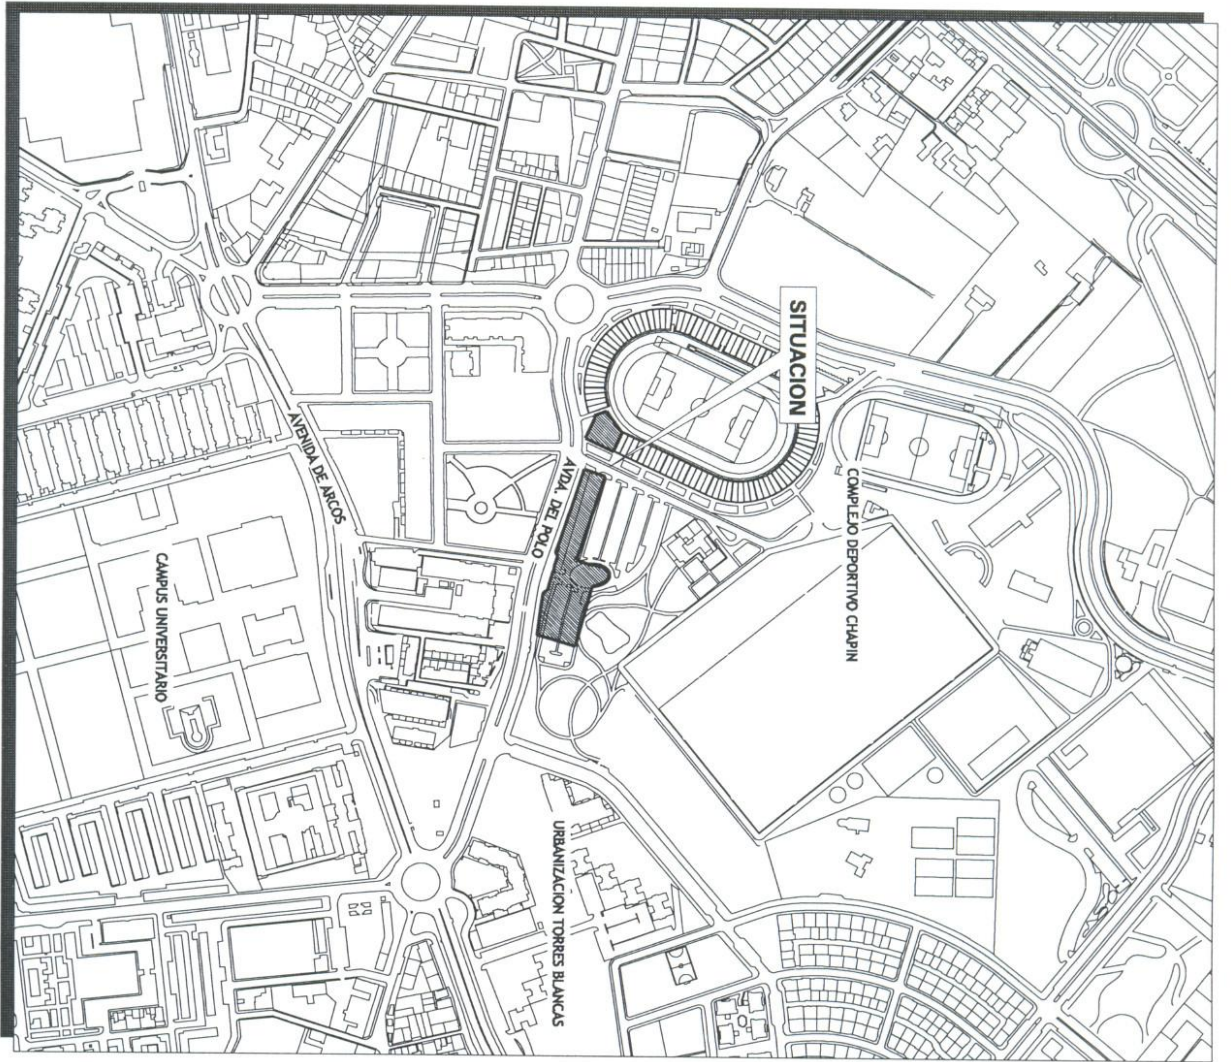 SITUACION
COMPLEJO DEPORTIVO CHAPIN
AVDA. DEL POLO
AVENIDA DE ARCOS
CAMPUS UNIVERSITARIO
URBANIZACION TORRES BLANCAS